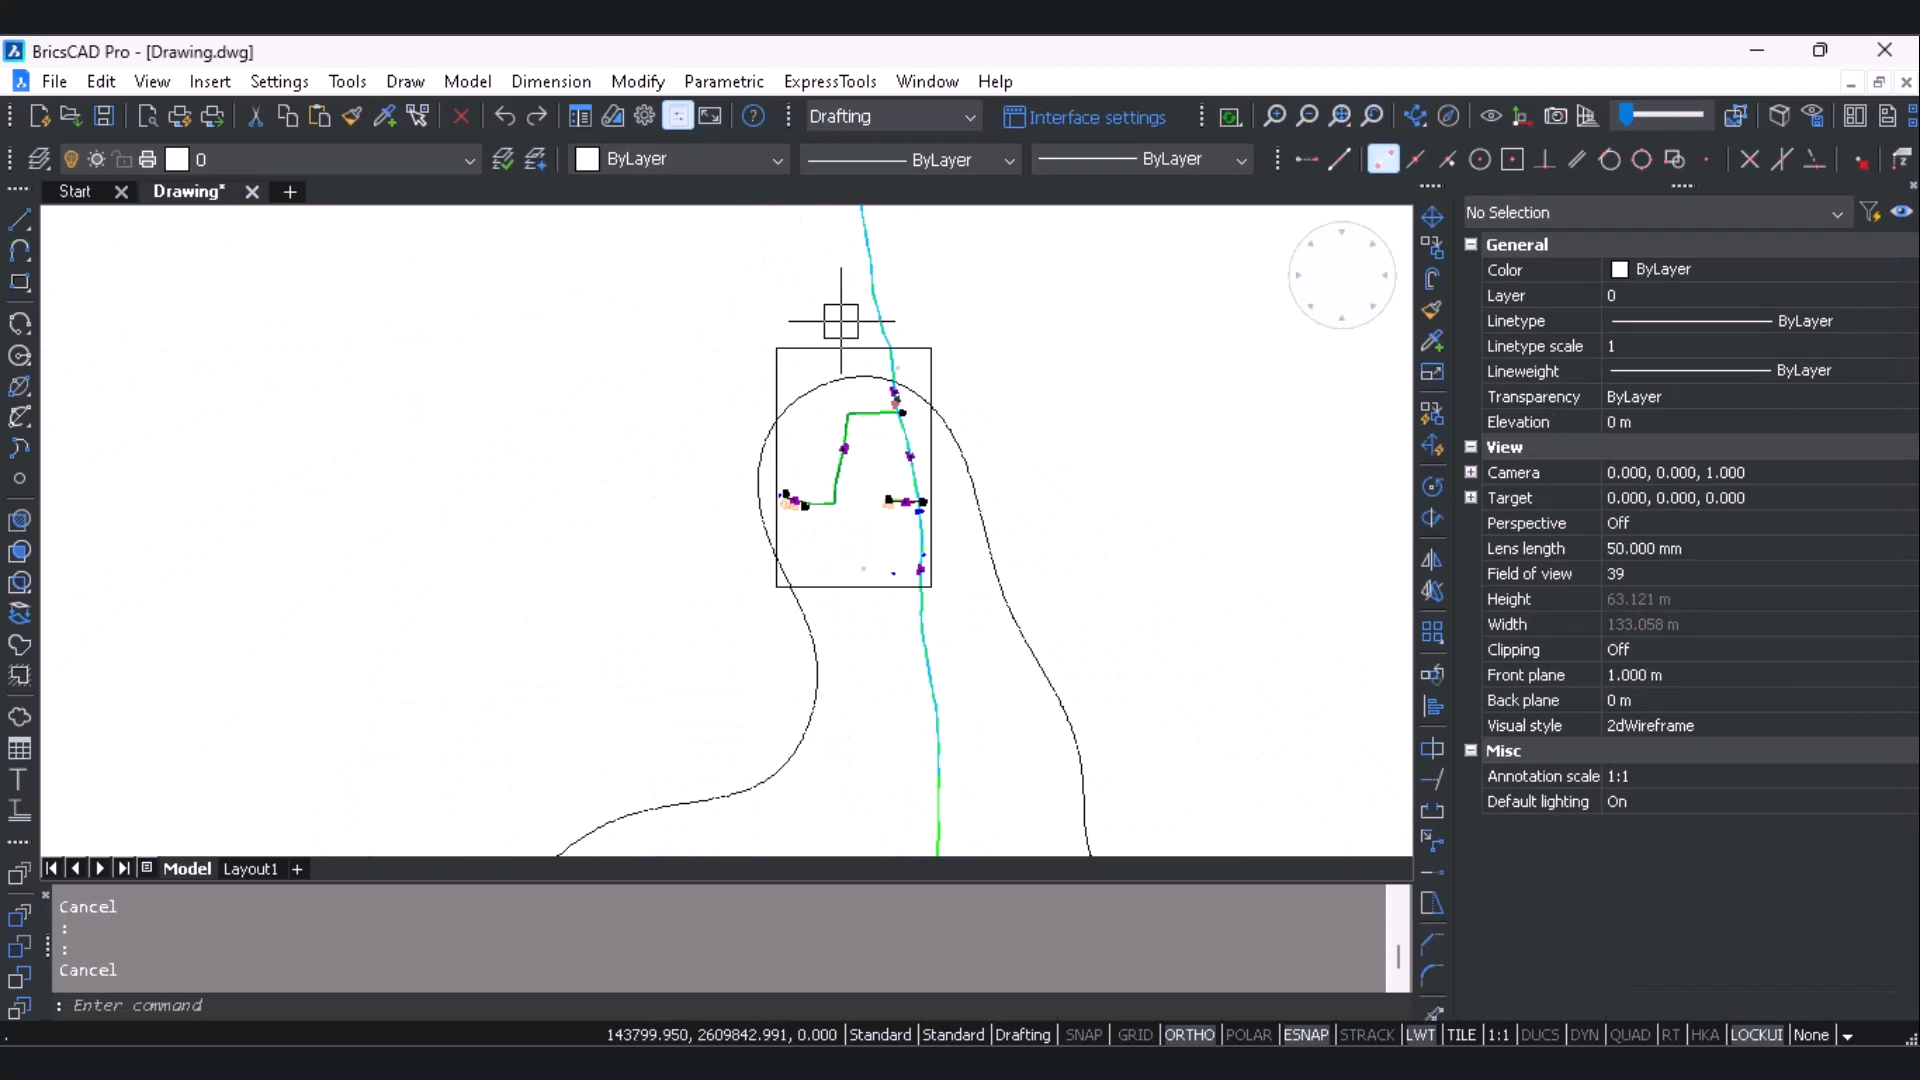 BricsCAD Pro - [Drawing.dwg]
File Edit View Insert Settings Tools Draw Model Dimension Modify Parametric ExpressTools Window Help
Drafting Interface settings
0 ByLayer ByLayer ByLayer
Start Drawing* +
No Selection
General
Color ByLayer
Layer 0
Linetype ByLayer
Linetype scale 1
Lineweight ByLayer
Transparency ByLayer
Elevation 0 m
View
Camera 0.000, 0.000, 1.000
Target 0.000, 0.000, 0.000
Perspective Off
Lens length 50.000 mm
Field of view 39
Height 63.121 m
Width 133.058 m
Clipping Off
Front plane 1.000 m
Back plane 0 m
Visual style 2dWireframe
Misc
Annotation scale 1:1
Default lighting On
Model Layout1 +
Cancel
:
:
Cancel
: Enter command
143799.950, 2609842.991, 0.000 Standard Standard Drafting SNAP GRID ORTHO POLAR ESNAP STRACK LWT TILE 1:1 DUCS DYN QUAD RT HKA LOCKUI None